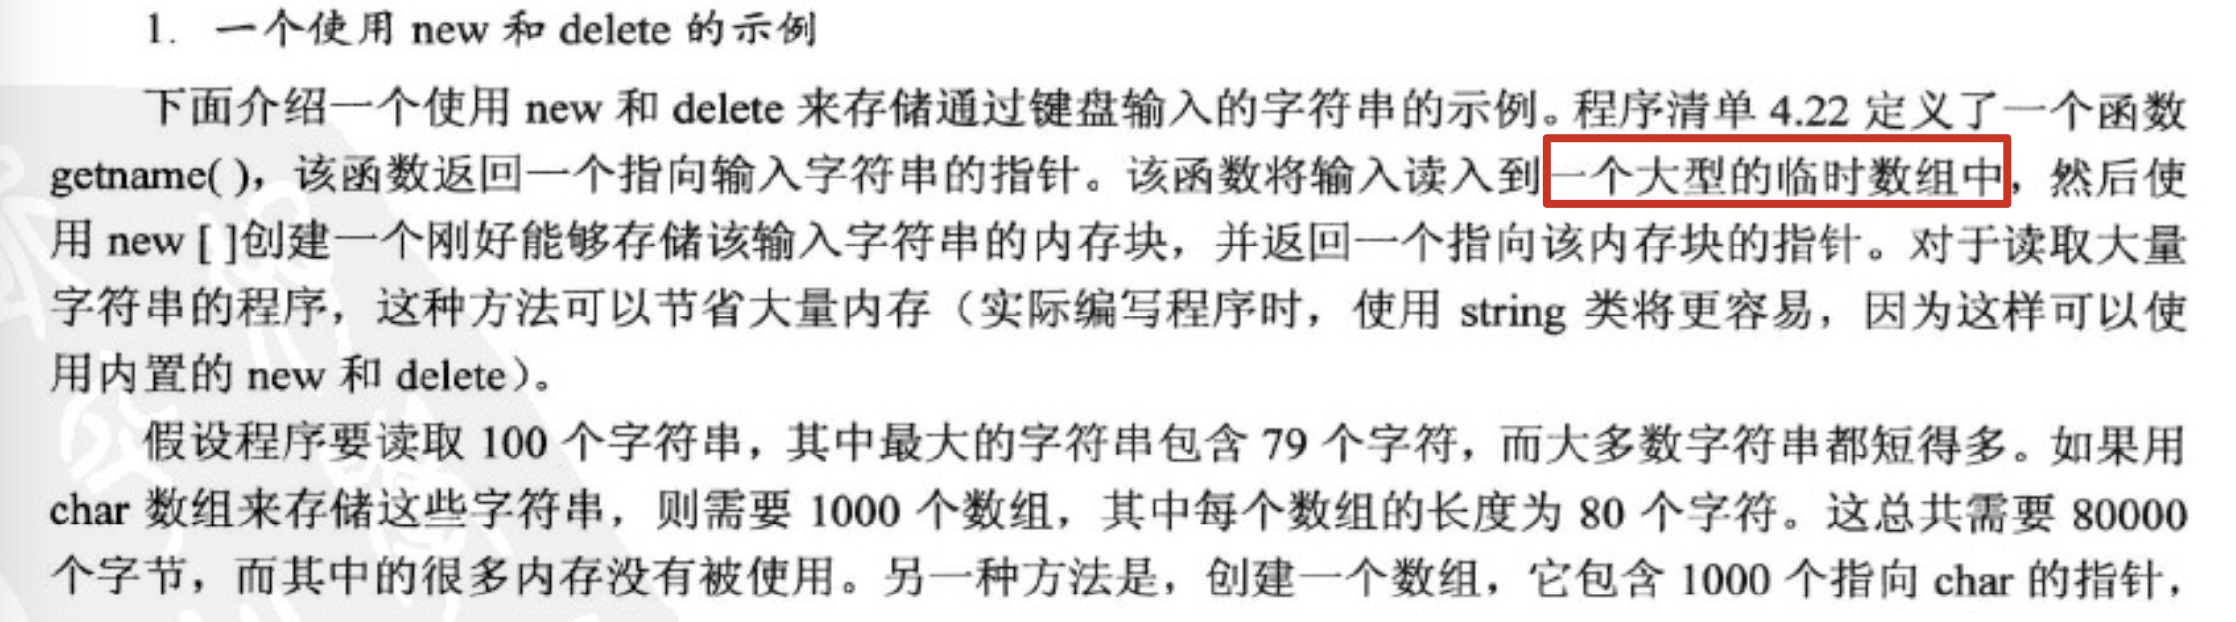 1. 一个使用 new 和 delete 的示例
下面介绍一个使用 new 和 delete 来存储通过键盘输入的字符串的示例。程序清单 4.22 定义了一个函数
getname( )，该函数返回一个指向输入字符串的指针。该函数将输入读入到一个大型的临时数组中，然后使
用 new [ ]创建一个刚好能够存储该输入字符串的内存块，并返回一个指向该内存块的指针。对于读取大量
字符串的程序，这种方法可以节省大量内存（实际编写程序时，使用 string 类将更容易，因为这样可以使
用内置的 new 和 delete）。
假设程序要读取 100 个字符串，其中最大的字符串包含 79 个字符，而大多数字符串都短得多。如果用
char 数组来存储这些字符串，则需要 1000 个数组，其中每个数组的长度为 80 个字符。这总共需要 80000
个字节，而其中的很多内存没有被使用。另一种方法是，创建一个数组，它包含 1000 个指向 char 的指针，